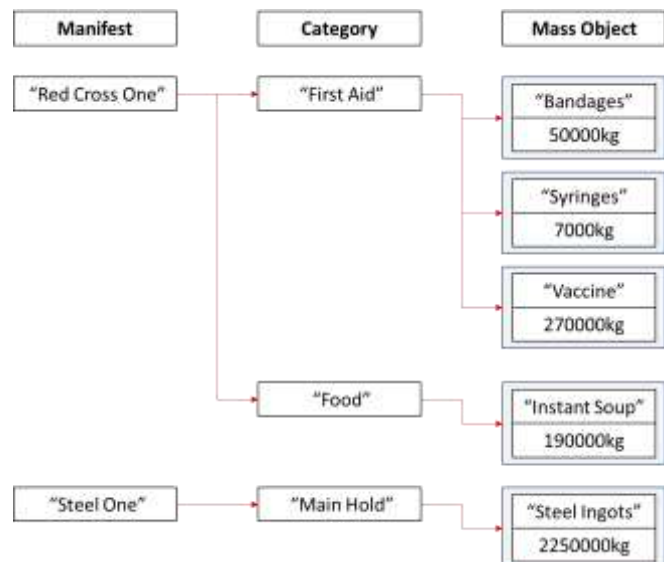 Manifest
Category
Mass Object
“Red Cross One”
“First Aid”
“Bandages”
50000kg
“Syringes”
7000kg
“Vaccine”
270000kg
“Food”
“Instant Soup”
190000kg
“Steel One”
“Main Hold”
“Steel Ingots”
2250000kg